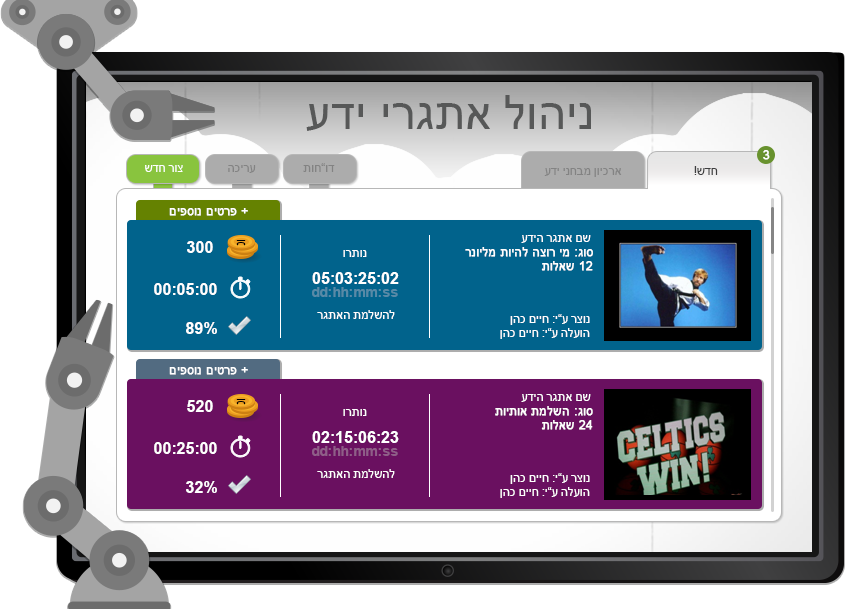 ניהול אתגרי ידע
3
חדש!
ארכיון מבחני ידע
דו"חות
עריכה
צור חדש
+ פרטים נוספים
שם אתגר הידע
סוג: מי רוצה להיות מליונר
12 שאלות
נוצר ע"י: חיים כהן
הועלה ע"י: חיים כהן
נותרו
05:03:25:02
dd:hh:mm:ss
להשלמת האתגר
300
00:05:00
89%
+ פרטים נוספים
CELTICS
WIN!
שם אתגר הידע
סוג: השלמת אותיות
24 שאלות
נוצר ע"י: חיים כהן
הועלה ע"י: חיים כהן
נותרו
02:15:06:23
dd:hh:mm:ss
להשלמת האתגר
520
00:25:00
32%